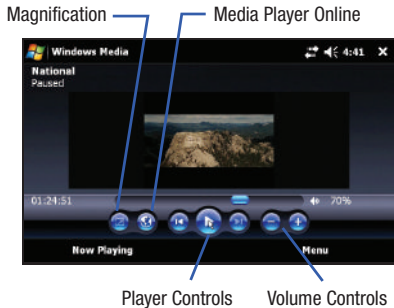 Magnification
Media Player Online
Windows Media
4:41
National
Paused
01:24:51
70%
Now Playing
Menu
Player Controls
Volume Controls